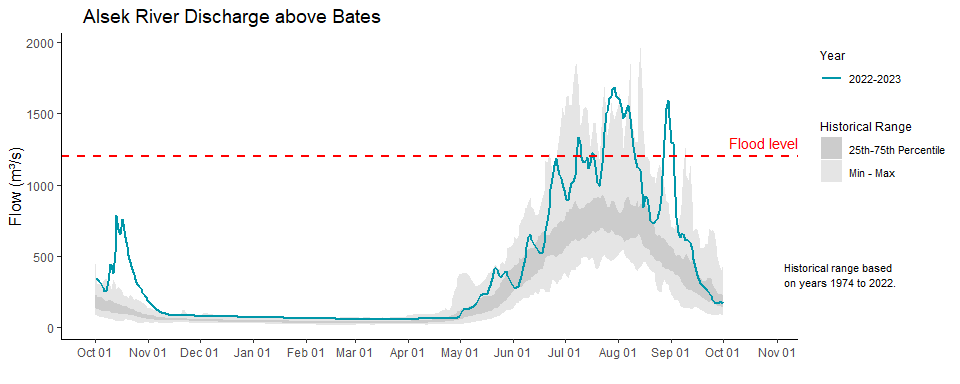 Alsek River Discharge above Bates
Flow (m³/s)
2000
1500
1000
500
0
Flood level
Oct 01 Nov 01 Dec 01 Jan 01 Feb 01 Mar 01 Apr 01 May 01 Jun 01 Jul 01 Aug 01 Sep 01 Oct 01 Nov 01
Year
2022-2023
Historical Range
25th-75th Percentile
Min - Max
Historical range based
on years 1974 to 2022.